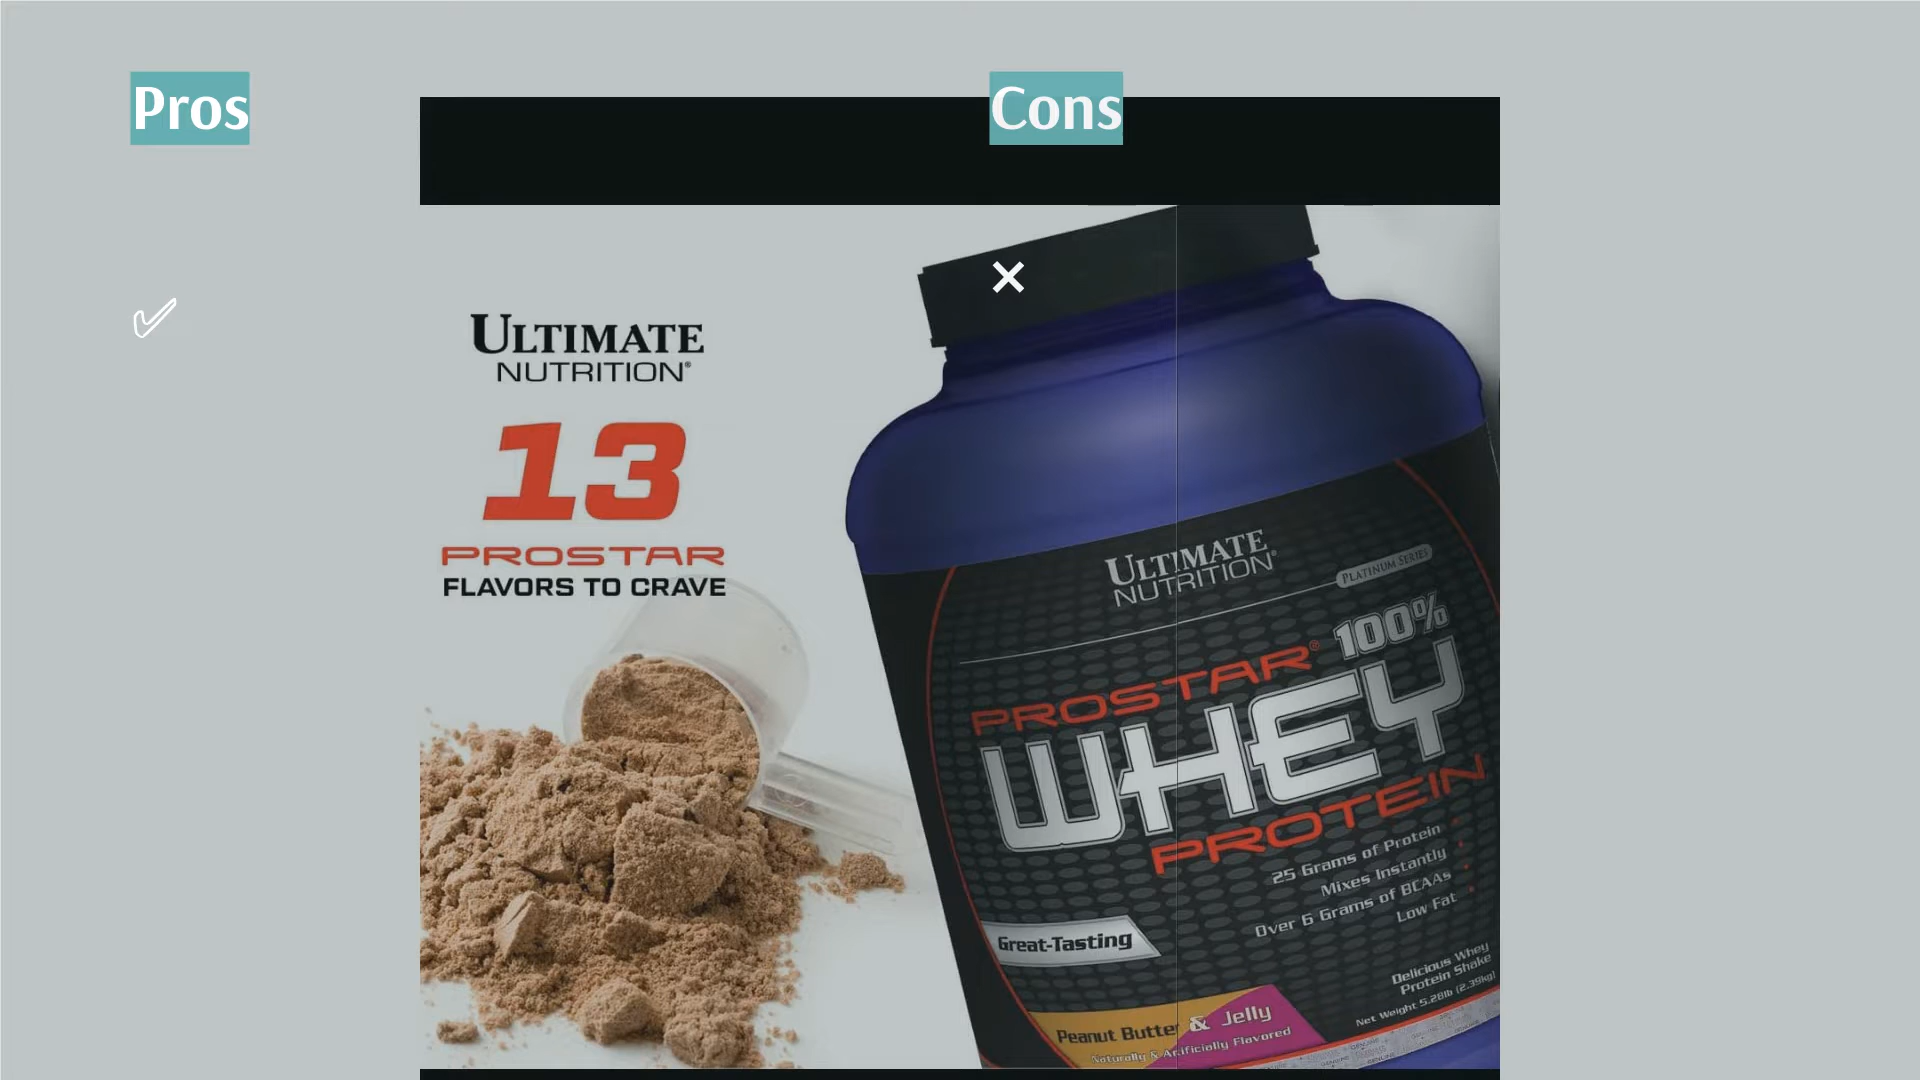 Pros
Cons
✓
✕
ULTIMATE
NUTRITION®
13
PROSTAR
FLAVORS TO CRAVE
ULTIMATE
NUTRITION®
PLATINUM SERIES
PROSTAR® 100%
WHEY
PROTEIN
25 Grams of Protein
Mixes Instantly
Over 6 Grams of BCAAs
Low Fat
Great-Tasting
Delicious Whey
Protein Shake
Net Weight 5.28lb (2.39kg)
Peanut Butter & Jelly
Naturally & Artificially Flavored